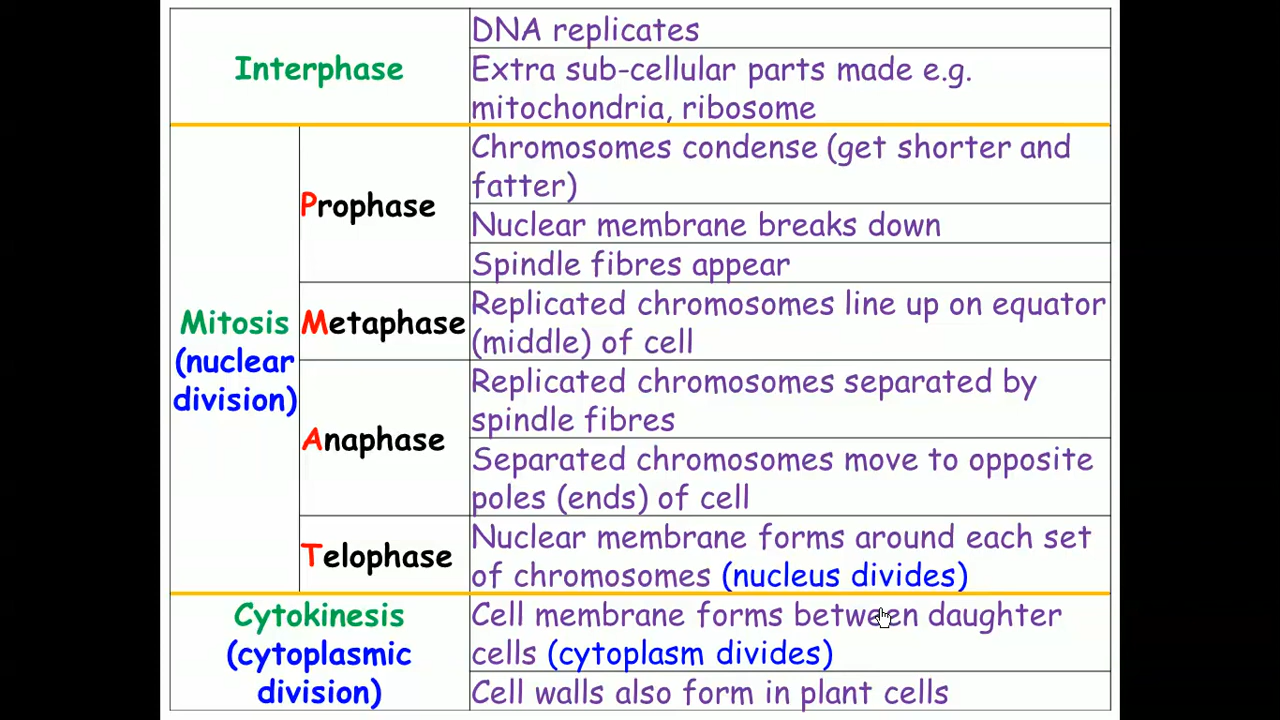 Interphase
DNA replicates
Extra sub-cellular parts made e.g.
mitochondria, ribosome
Mitosis
(nuclear
division)
Prophase
Chromosomes condense (get shorter and
fatter)
Nuclear membrane breaks down
Spindle fibres appear
Metaphase
Replicated chromosomes line up on equator
(middle) of cell
Anaphase
Replicated chromosomes separated by
spindle fibres
Separated chromosomes move to opposite
poles (ends) of cell
Telophase
Nuclear membrane forms around each set
of chromosomes (nucleus divides)
Cytokinesis
(cytoplasmic
division)
Cell membrane forms between daughter
cells (cytoplasm divides)
Cell walls also form in plant cells